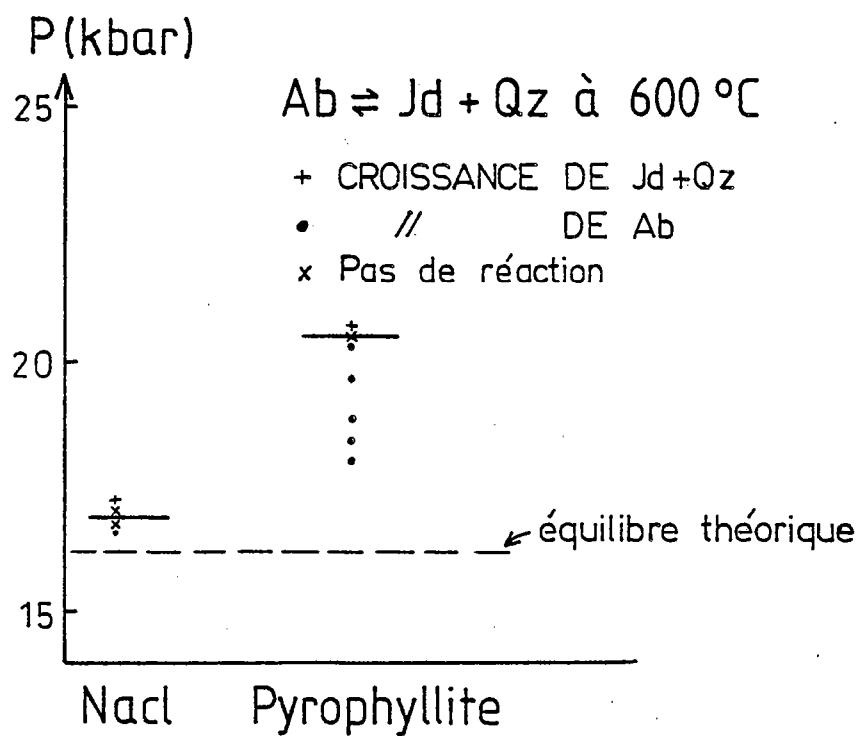 P(kbar)
25
Ab ⇌ Jd + Qz à 600 °C
+ CROISSANCE DE Jd+Qz
• // DE Ab
x Pas de réaction
20
équilibre théorique
15
Nacl Pyrophyllite